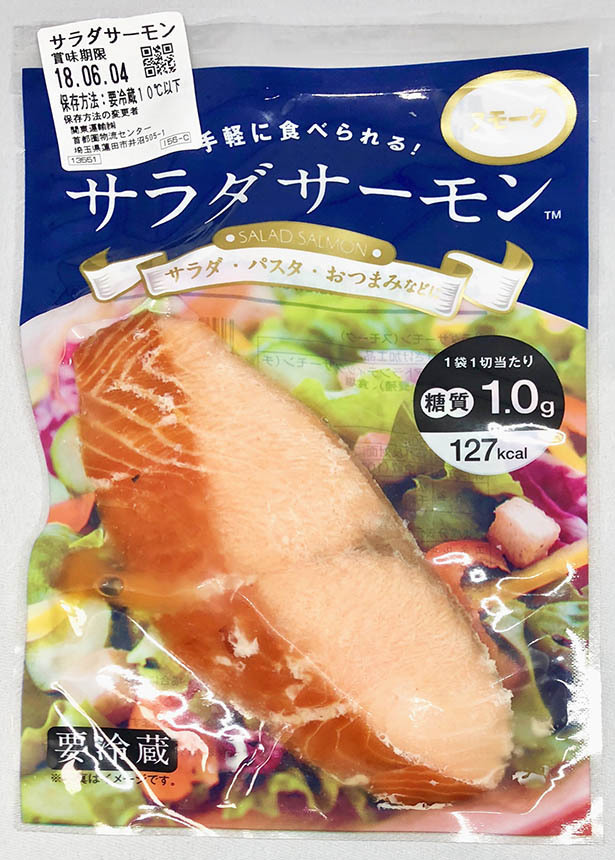 サラダサーモン
賞味期限
18.06.04
保存方法:要冷蔵10℃以下
保存方法の変更者
関東運輸㈱
首都圏物流センター
埼玉県蓮田市井沼505-1
13551
156-C
手軽に食べられる!
スモーク
サラダサーモン™
SALAD SALMON
サラダ・パスタ・おつまみなどに
1袋1切当たり
糖質 1.0g
127kcal
要冷蔵
はイメージです。